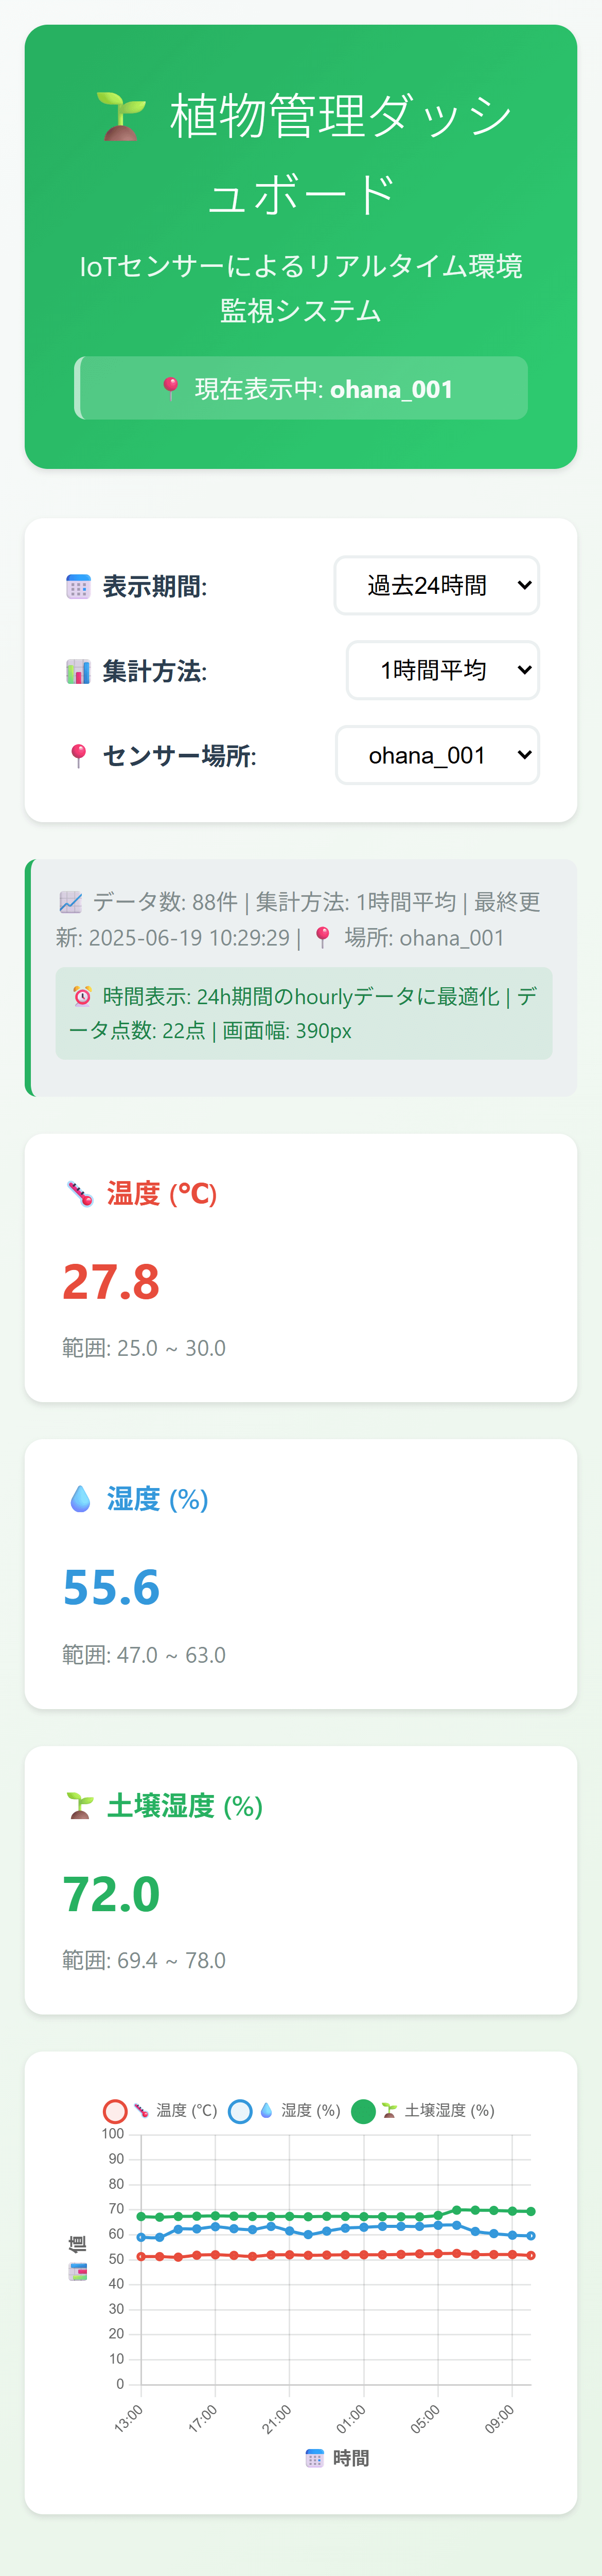 🌱 植物管理ダッシ
ュボード
IoTセンサーによるリアルタイム環境
監視システム
📍 現在表示中: ohana_001
🗓️ 表示期間: 過去24時間
📊 集計方法: 1時間平均
📍 センサー場所: ohana_001
📈 データ数: 88件 | 集計方法: 1時間平均 | 最終更
新: 2025-06-19 10:29:29 | 📍 場所: ohana_001
⏰ 時間表示: 24h期間のhourlyデータに最適化 | デ
ータ点数: 22点 | 画面幅: 390px
🌡️ 温度 (℃)
27.8
範囲: 25.0 ~ 30.0
💧 湿度 (%)
55.6
範囲: 47.0 ~ 63.0
🌱 土壌湿度 (%)
72.0
範囲: 69.4 ~ 78.0
🌡️ 温度 (℃) 💧 湿度 (%) 🌱 土壌湿度 (%)
100
90
80
70
60
50
40
30
20
10
0
📊 値
13:00 17:00 21:00 01:00 05:00 09:00
🗓️ 時間